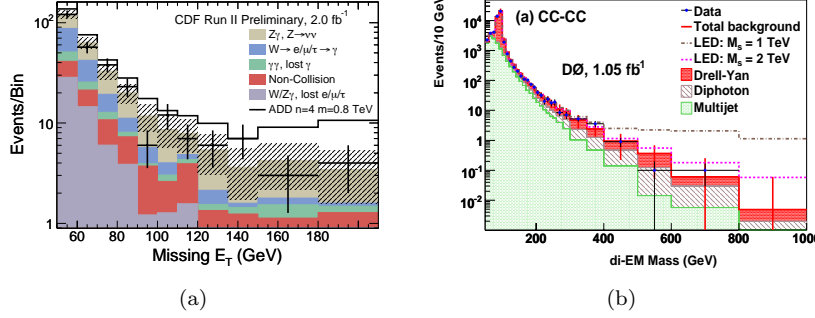 CDF Run II Preliminary, 2.0 fb⁻¹
Zγ, Z→νν
W→ e/μ/τ → γ
γγ, lost γ
Non-Collision
W/Zγ, lost e/μ/τ
ADD n=4 m=0.8 TeV
Events/Bin
10²
10
1
60 80 100 120 140 160 180 200
Missing E_T (GeV)
(a)
(a) CC-CC
Data
Total background
LED: M_s = 1 TeV
LED: M_s = 2 TeV
Drell-Yan
Diphoton
Multijet
DØ, 1.05 fb⁻¹
Events/10 GeV
10⁴
10³
10²
10
1
10⁻¹
10⁻²
200 400 600 800 1000
di-EM Mass (GeV)
(b)